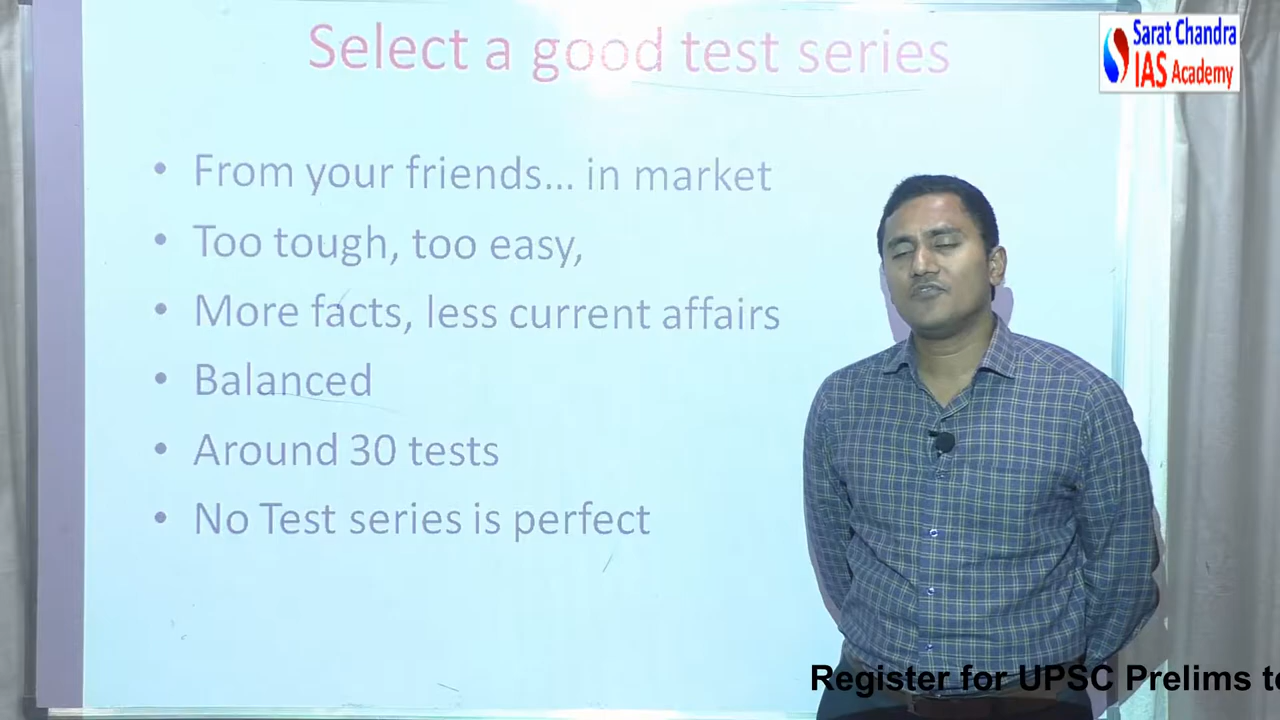 Select a good test series
Sarat Chandra
IAS Academy
• From your friends... in market
• Too tough, too easy,
• More facts, less current affairs
• Balanced
• Around 30 tests
• No Test series is perfect
Register for UPSC Prelims